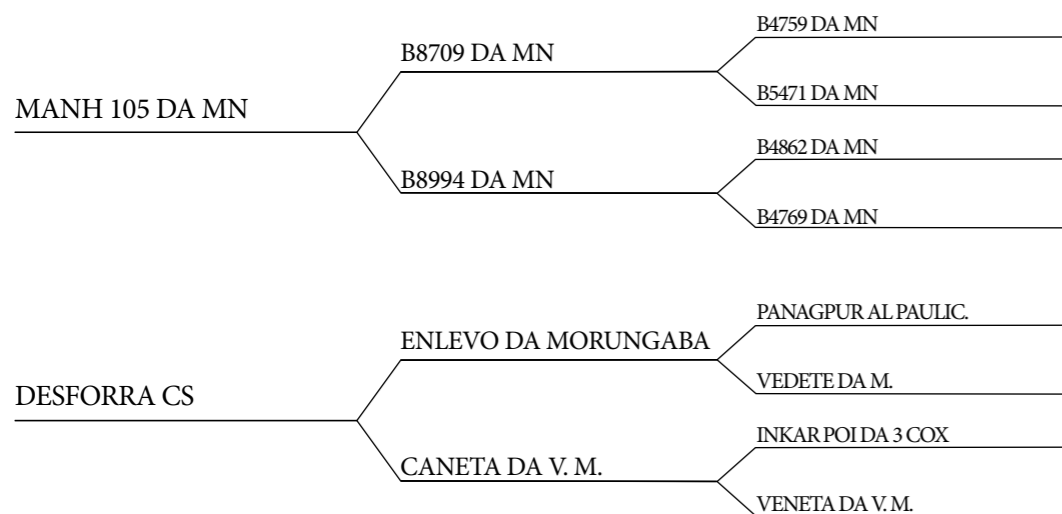 B4759 DA MN
B8709 DA MN
B5471 DA MN
MANH 105 DA MN
B4862 DA MN
B8994 DA MN
B4769 DA MN
PANAGPUR AL PAULIC.
ENLEVO DA MORUNGABA
VEDETE DA M.
DESFORRA CS
INKAR POI DA 3 COX
CANETA DA V. M.
VENETA DA V. M.